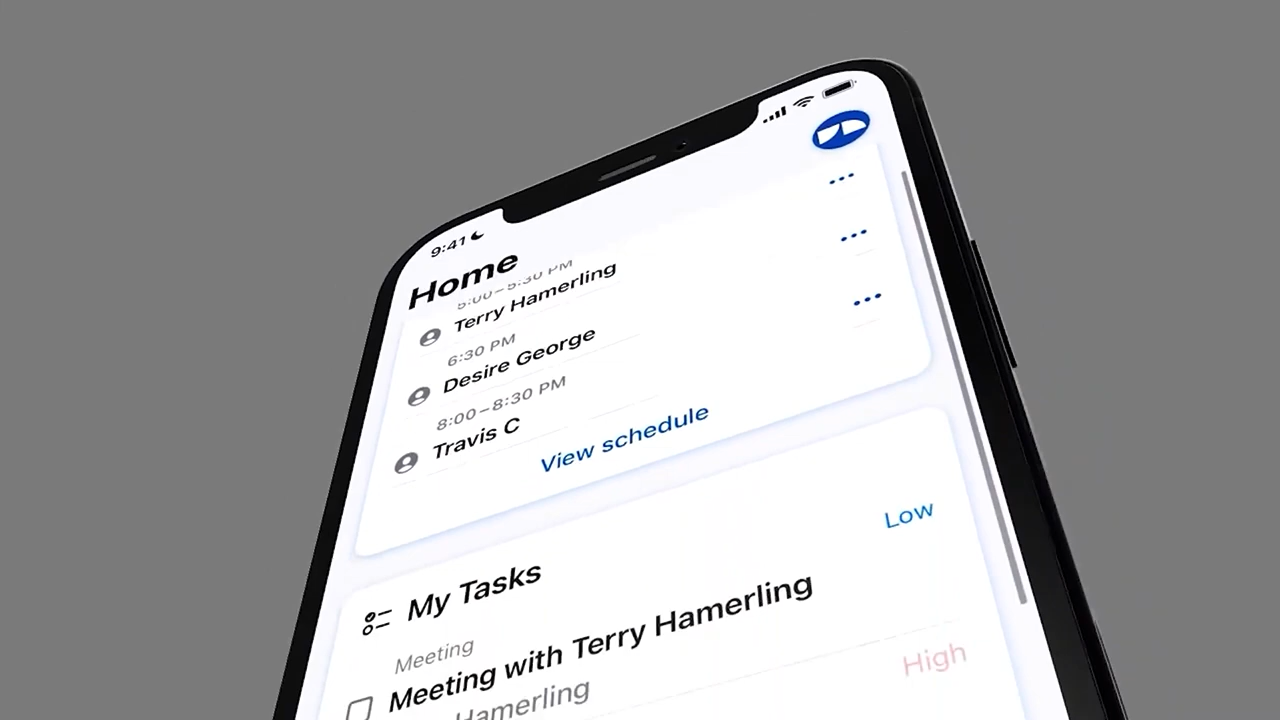 9:41
Home
5:00–5:30 PM
Terry Hamerling
6:30 PM
Desire George
8:00–8:30 PM
Travis C
View schedule
My Tasks
Low
Meeting
Meeting with Terry Hamerling
Hamerling
High